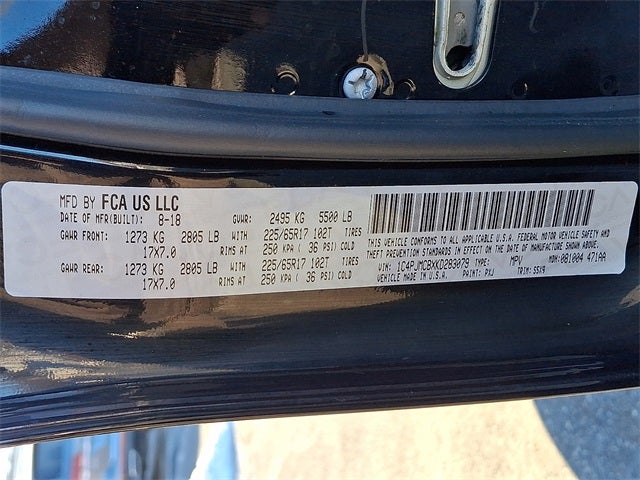 MFD BY FCA US LLC
DATE OF MFR(BUILT): 8-18 GVWR: 2495 KG 5500 LB
GAWR FRONT: 1273 KG 2805 LB WITH 225/65R17 102T TIRES
17X7.0 RIMS AT 250 KPA ( 36 PSI) COLD
GAWR REAR: 1273 KG 2805 LB WITH 225/65R17 102T TIRES
17X7.0 RIMS AT 250 KPA ( 36 PSI) COLD
THIS VEHICLE CONFORMS TO ALL APPLICABLE U.S.A. FEDERAL MOTOR VEHICLE SAFETY AND
THEFT PREVENTION STANDARDS IN EFFECT ON THE DATE OF MANUFACTURE SHOWN ABOVE.
VIN: 1C4PJMCBXKD283079 TYPE: MPV MDH: 081004 471AA
VEHICLE MADE IN U.S.A. PAINT: PXJ TRIM: S5X9